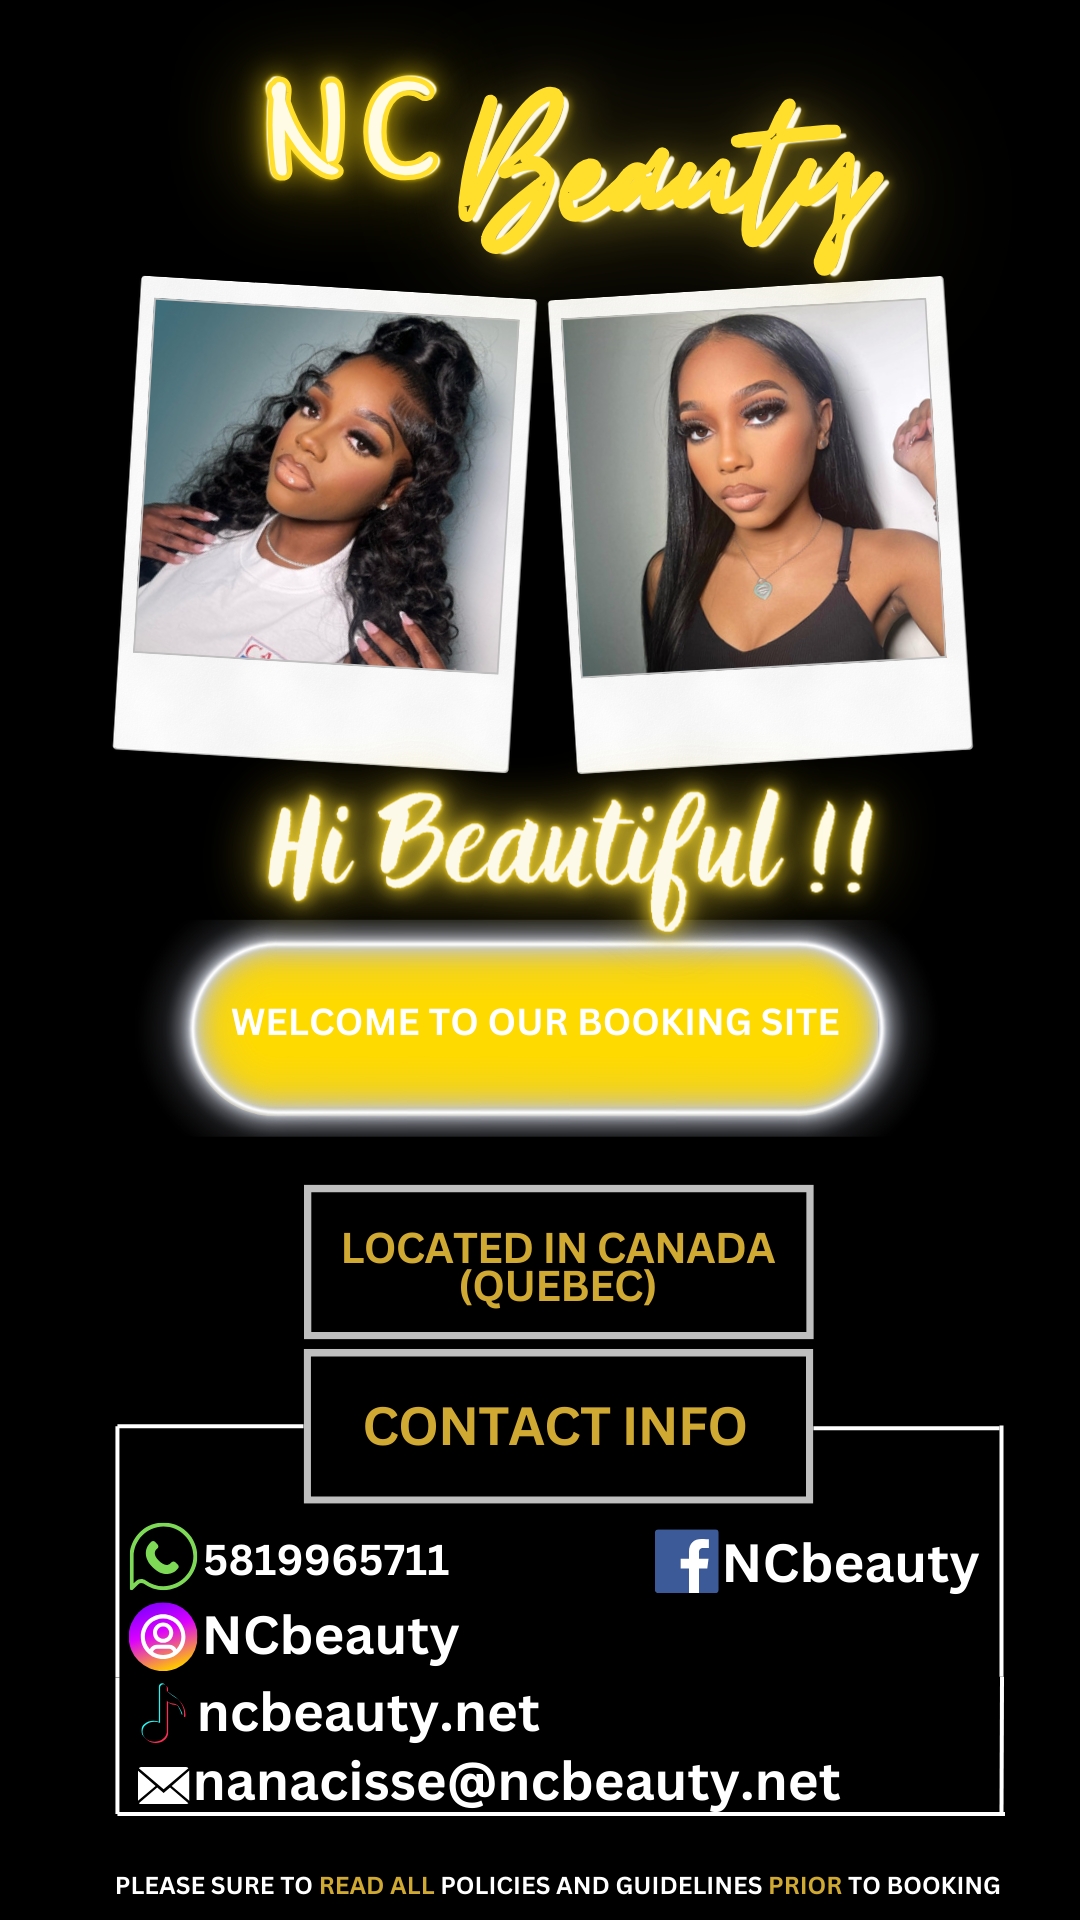 NC Beauty
CA
Hi Beautiful !!
WELCOME TO OUR BOOKING SITE
LOCATED IN CANADA
(QUEBEC)
CONTACT INFO
5819965711
NCbeauty
NCbeauty
ncbeauty.net
nanacisse@ncbeauty.net
PLEASE SURE TO READ ALL POLICIES AND GUIDELINES PRIOR TO BOOKING